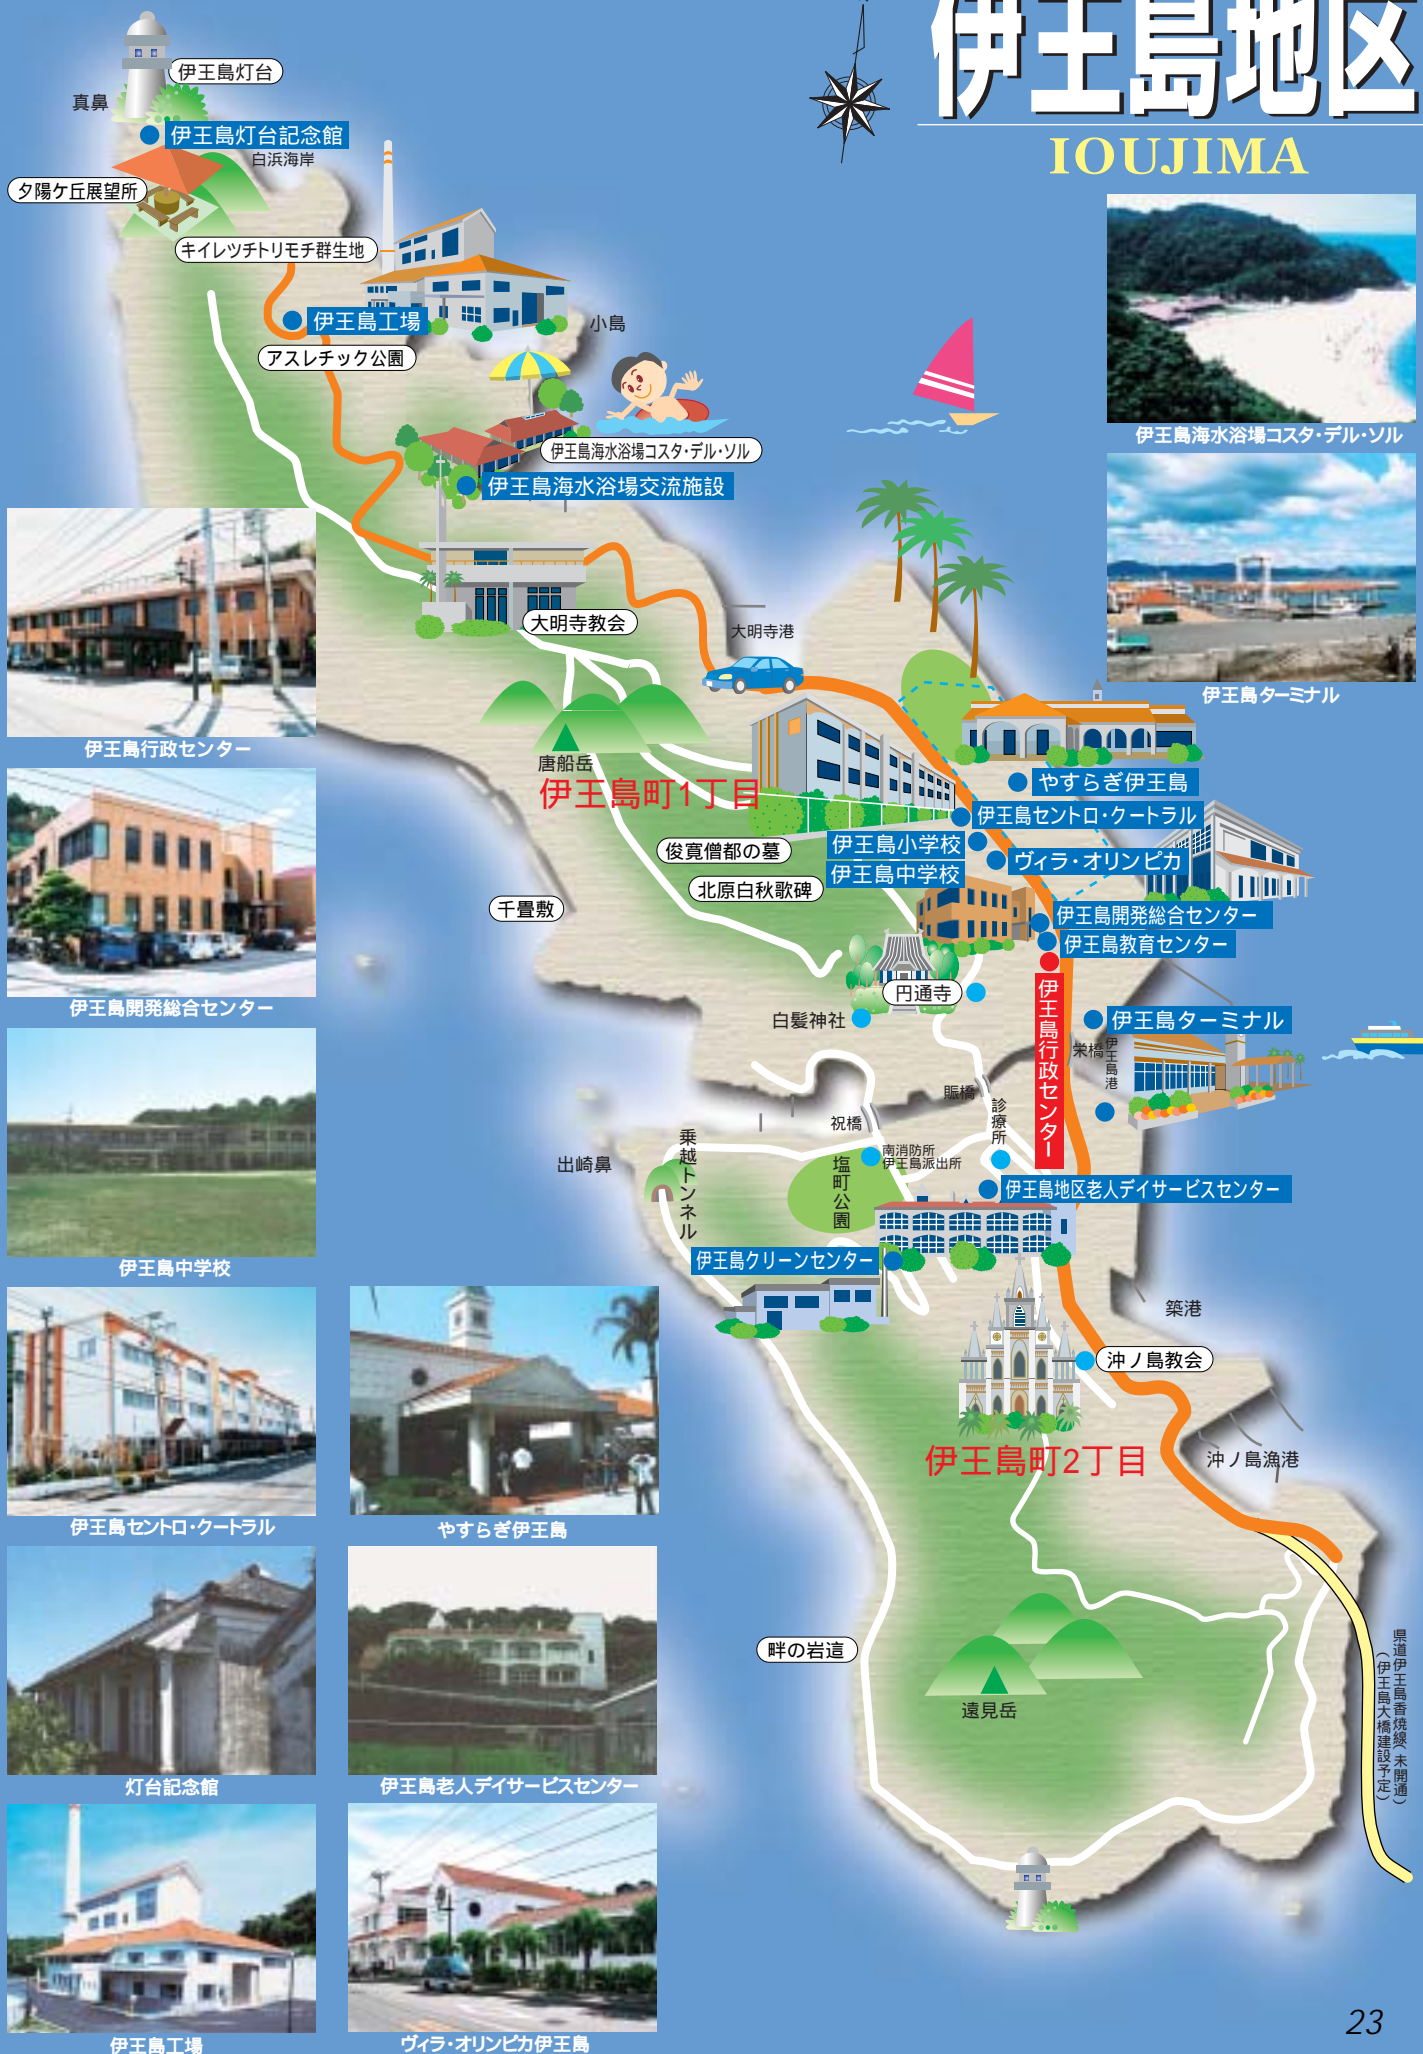 伊王島地区
IOUJIMA
伊王島灯台
真鼻
伊王島灯台記念館
白浜海岸
夕陽ケ丘展望所
キイレツチトリモチ群生地
伊王島工場
小島
アスレチック公園
伊王島海水浴場コスタ・デル・ソル
伊王島海水浴場交流施設
大明寺教会
大明寺港
唐船岳
伊王島町1丁目
やすらぎ伊王島
伊王島セントロ・クートラル
伊王島小学校
俊寛僧都の墓
ヴィラ・オリンピカ
伊王島中学校
北原白秋歌碑
千畳敷
伊王島開発総合センター
伊王島教育センター
円通寺
伊王島行政センター
白髪神社
伊王島ターミナル
栄橋
伊王島港
賑橋
診療所
祝橋
乗越トンネル
南消防所
伊王島派出所
出崎鼻
塩町公園
伊王島地区老人デイサービスセンター
伊王島クリーンセンター
築港
沖ノ島教会
伊王島町2丁目
沖ノ島漁港
畔の岩這
遠見岳
県道伊王島香焼線(未開通)
(伊王島大橋建設予定)
伊王島海水浴場コスタ・デル・ソル
伊王島ターミナル
伊王島行政センター
伊王島開発総合センター
伊王島中学校
伊王島セントロ・クートラル
やすらぎ伊王島
灯台記念館
伊王島老人デイサービスセンター
伊王島工場
ヴィラ・オリンピカ伊王島
23